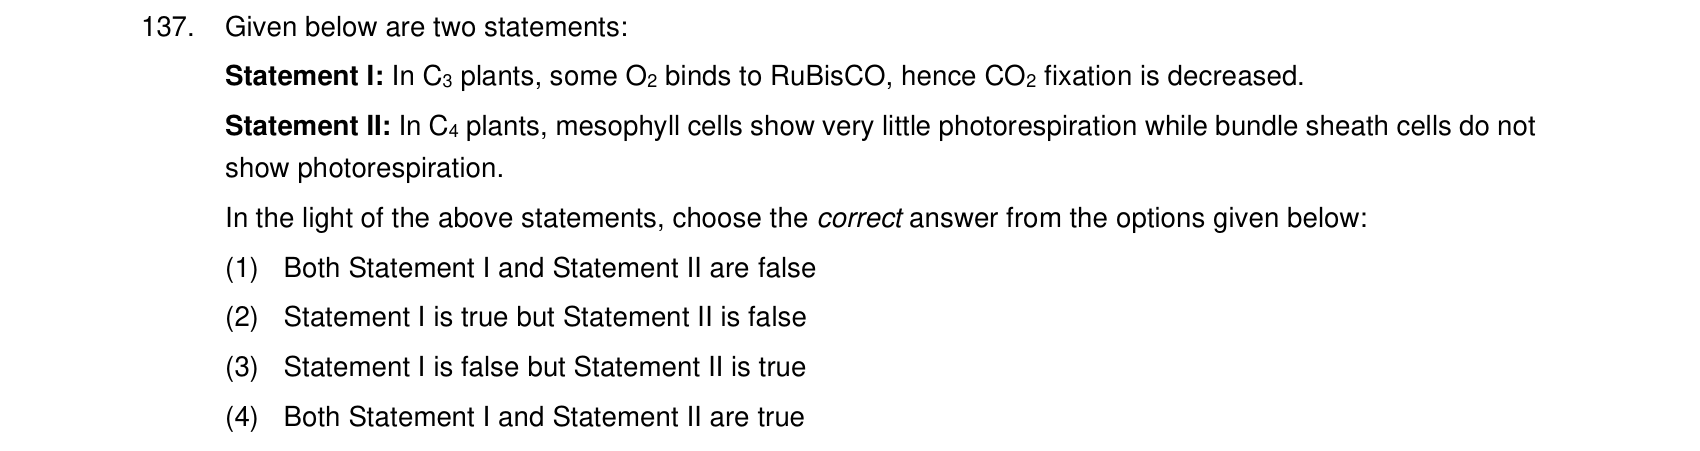 137. Given below are two statements:
Statement I: In C₃ plants, some O₂ binds to RuBisCO, hence CO₂ fixation is decreased.
Statement II: In C₄ plants, mesophyll cells show very little photorespiration while bundle sheath cells do not
show photorespiration.
In the light of the above statements, choose the correct answer from the options given below:
(1) Both Statement I and Statement II are false
(2) Statement I is true but Statement II is false
(3) Statement I is false but Statement II is true
(4) Both Statement I and Statement II are true